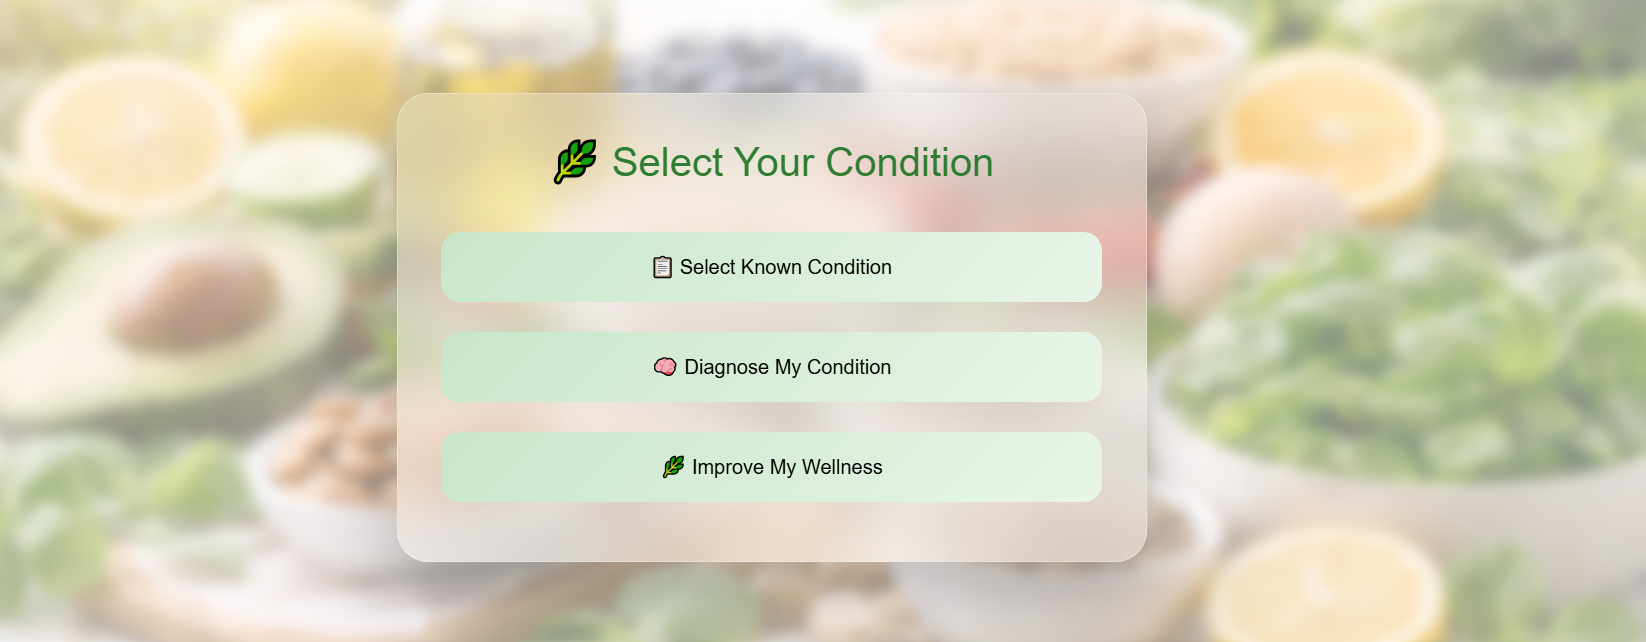 Select Your Condition
Select Known Condition
Diagnose My Condition
Improve My Wellness